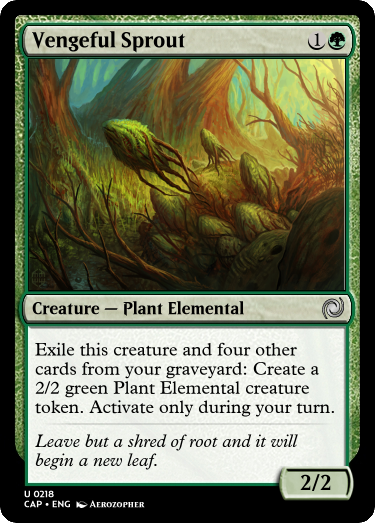 Vengeful Sprout 1
Creature — Plant Elemental
Exile this creature and four other
cards from your graveyard: Create a
2/2 green Plant Elemental creature
token. Activate only during your turn.
Leave but a shred of root and it will
begin a new leaf.
2/2
U 0218
CAP • ENG Aerozopher